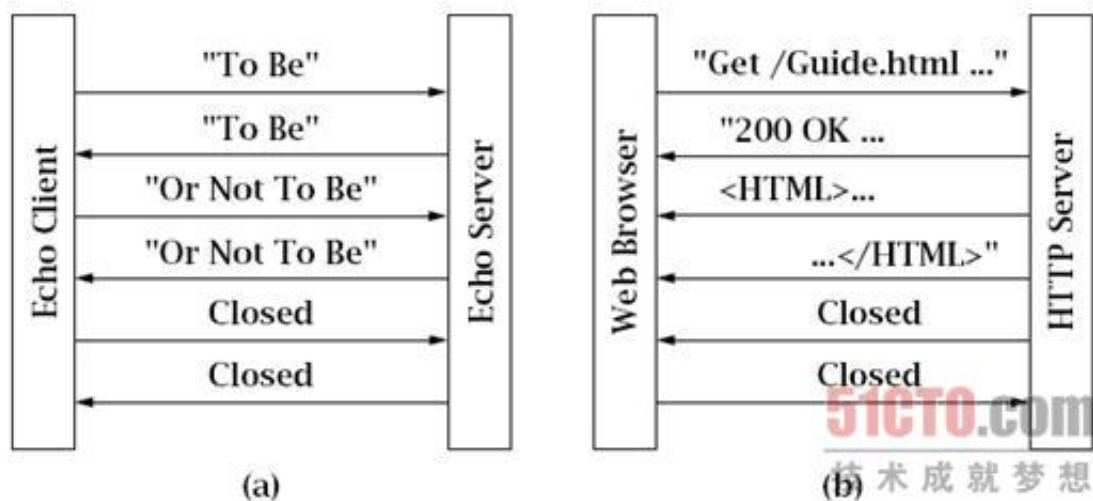 Echo Client
"To Be"
"To Be"
"Or Not To Be"
"Or Not To Be"
Closed
Closed
Echo Server
(a)
Web Browser
"Get /Guide.html ..."
"200 OK ...
<HTML>...
...</HTML>"
Closed
Closed
HTTP Server
(b)
51CTO.com
技术成就梦想